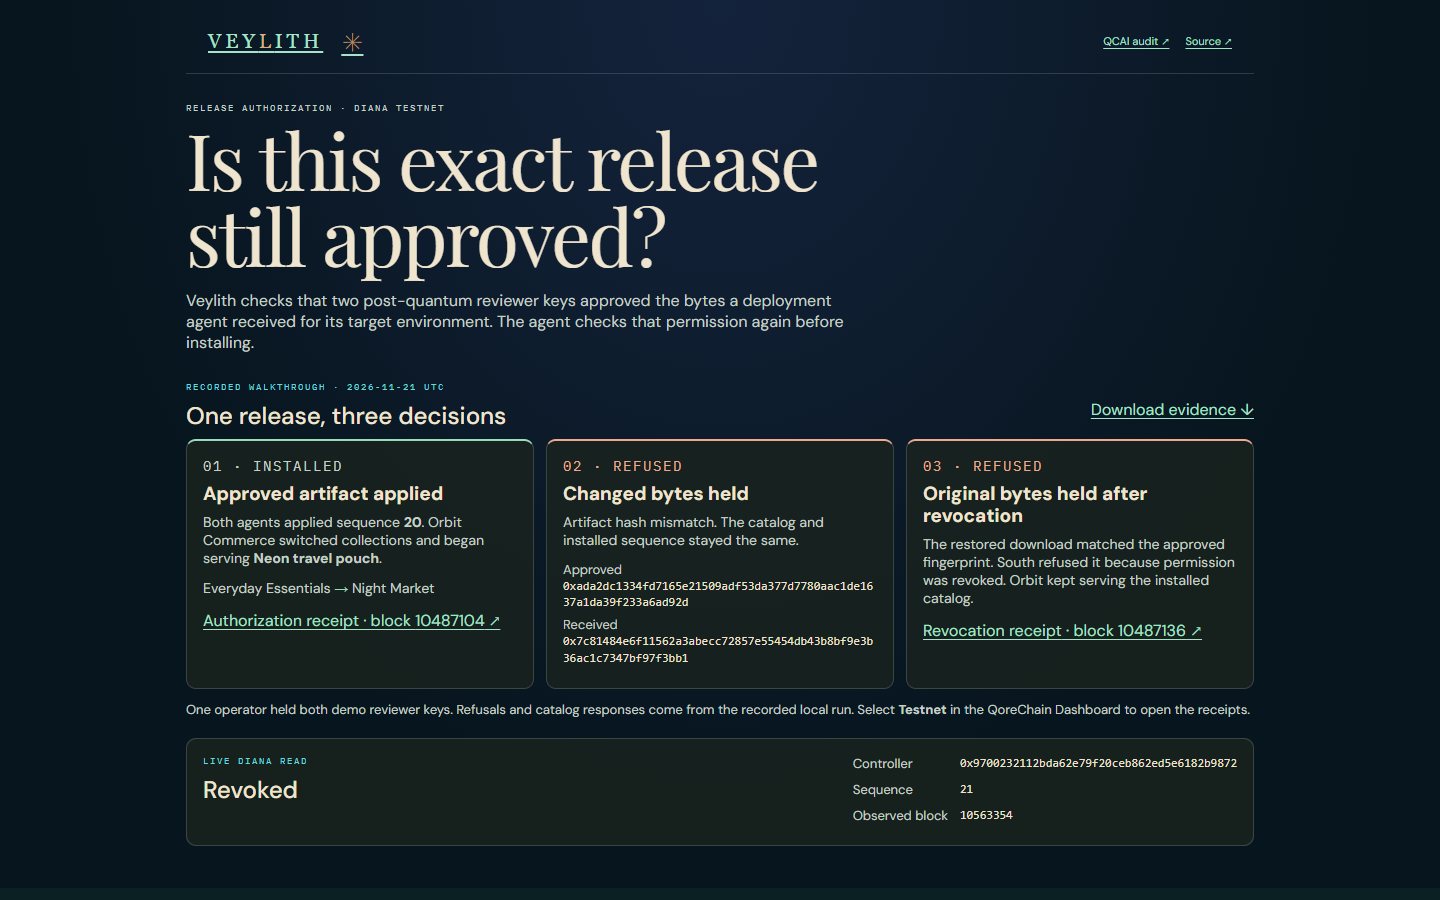 VEYLITH
QCAI audit ↗ Source ↗
RELEASE AUTHORIZATION · DIANA TESTNET
Is this exact release
still approved?
Veylith checks that two post-quantum reviewer keys approved the bytes a deployment
agent received for its target environment. The agent checks that permission again before
installing.
RECORDED WALKTHROUGH · 2026-11-21 UTC
One release, three decisions
Download evidence ↓
01 · INSTALLED
Approved artifact applied
Both agents applied sequence 20. Orbit
Commerce switched collections and began
serving Neon travel pouch.
Everyday Essentials → Night Market
Authorization receipt · block 10487104 ↗
02 · REFUSED
Changed bytes held
Artifact hash mismatch. The catalog and
installed sequence stayed the same.
Approved
0xada2dc1334fd7165e21509adf53da377d7780aac1de16
37a1da39f233a6ad92d
Received
0x7c81484e6f11562a3abecc72857e55454db43b8bf9e3b
36ac1c7347bf97f3bb1
03 · REFUSED
Original bytes held after
revocation
The restored download matched the approved
fingerprint. South refused it because permission
was revoked. Orbit kept serving the installed
catalog.
Revocation receipt · block 10487136 ↗
One operator held both demo reviewer keys. Refusals and catalog responses come from the recorded local run. Select Testnet in the QoreChain Dashboard to open the receipts.
LIVE DIANA READ
Revoked
Controller 0x9700232112bda62e79f20ceb862ed5e6182b9872
Sequence 21
Observed block 10563354